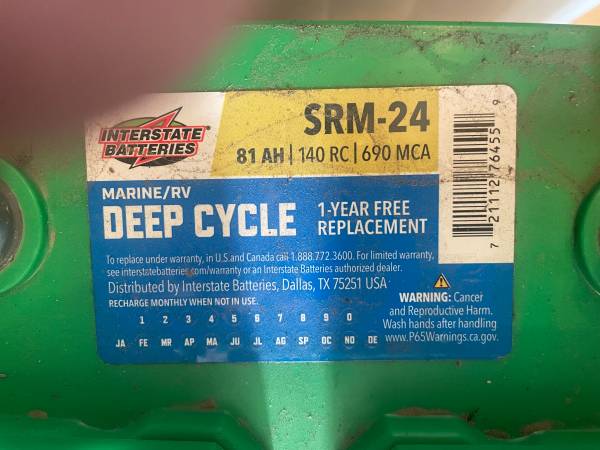 INTERSTATE
BATTERIES
SRM-24
81 AH | 140 RC | 690 MCA
MARINE/RV
DEEP CYCLE
1-YEAR FREE
REPLACEMENT
To replace under warranty, in U.S. and Canada call 1.888.772.3600. For limited warranty,
see interstatebatteries.com/warranty or an Interstate Batteries authorized dealer.
Distributed by Interstate Batteries, Dallas, TX 75251 USA
RECHARGE MONTHLY WHEN NOT IN USE.
1 2 3 4 5 6 7 8 9 0
JA FE MR AP MA JU JL AG SP OC NO DE
WARNING: Cancer
and Reproductive Harm.
Wash hands after handling
www.P65Warnings.ca.gov.
7 21112 76455 9